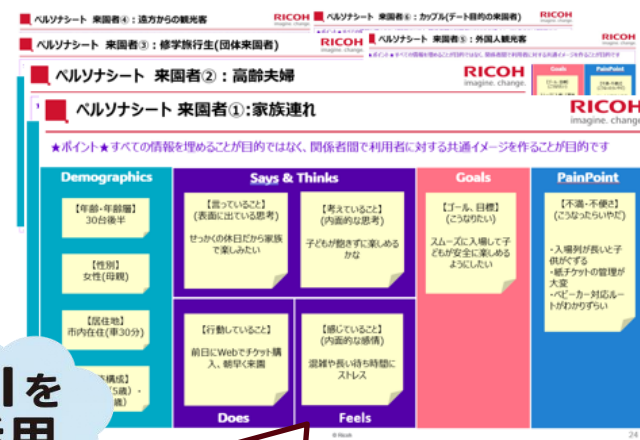 ペルソナシート 来園者④：遠方からの観光客
RICOH
imagine. change.
ペルソナシート 来園者⑥：カップル(デート目的の来園者)
RICOH
imagine. change.
ペルソナシート 来園者③：修学旅行生(団体来園者)
RICOH
imagine. change.
ペルソナシート 来園者⑤：外国人観光客
RICOH
imagine. change.
ペルソナシート 来園者②：高齢夫婦
RICOH
imagine. change.
Goals
PainPoint
ペルソナシート 来園者①:家族連れ
RICOH
imagine. change
★ポイント★すべての情報を埋めることが目的ではなく、関係者間で利用者に対する共通イメージを作ることが目的です
Demographics
Says & Thinks
Goals
PainPoint
【年齢・年齢層】
30台後半
【性別】
女性(母親)
【居住地】
市内在住(車30分)
構成】
(5歳)・
歳)
【言っていること】
(表面に出ている思考)
せっかくの休日だから家族
で楽しみたい
【考えていること】
(内面的な思考)
子どもが飽きずに楽しめる
かな
【行動していること】
前日にWebでチケット購
入、朝早く来園
【感じていること】
(内面的な感情)
混雑や長い待ち時間に
ストレス
Does
Feels
【ゴール、目標】
(こうなりたい)
スムーズに入場して子
どもが安全に楽しめる
ようにしたい
【不満・不便さ】
(こうなったらいやだ)
・入場列が長いと子
供がぐずる
・紙チケットの管理が
大変
・ベビーカー対応ルー
トがわかりずらい
Iを
用
© Ricoh
24